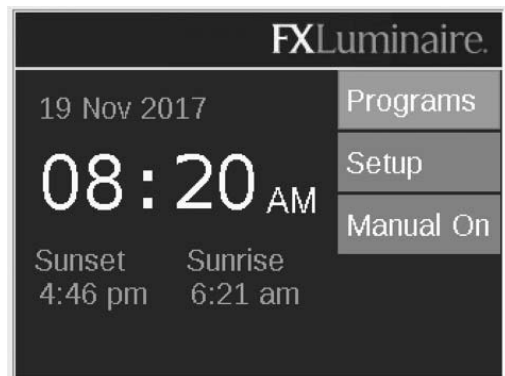 FXLuminaire.
19 Nov 2017
08:20 AM
Sunset Sunrise
4:46 pm 6:21 am
Programs
Setup
Manual On